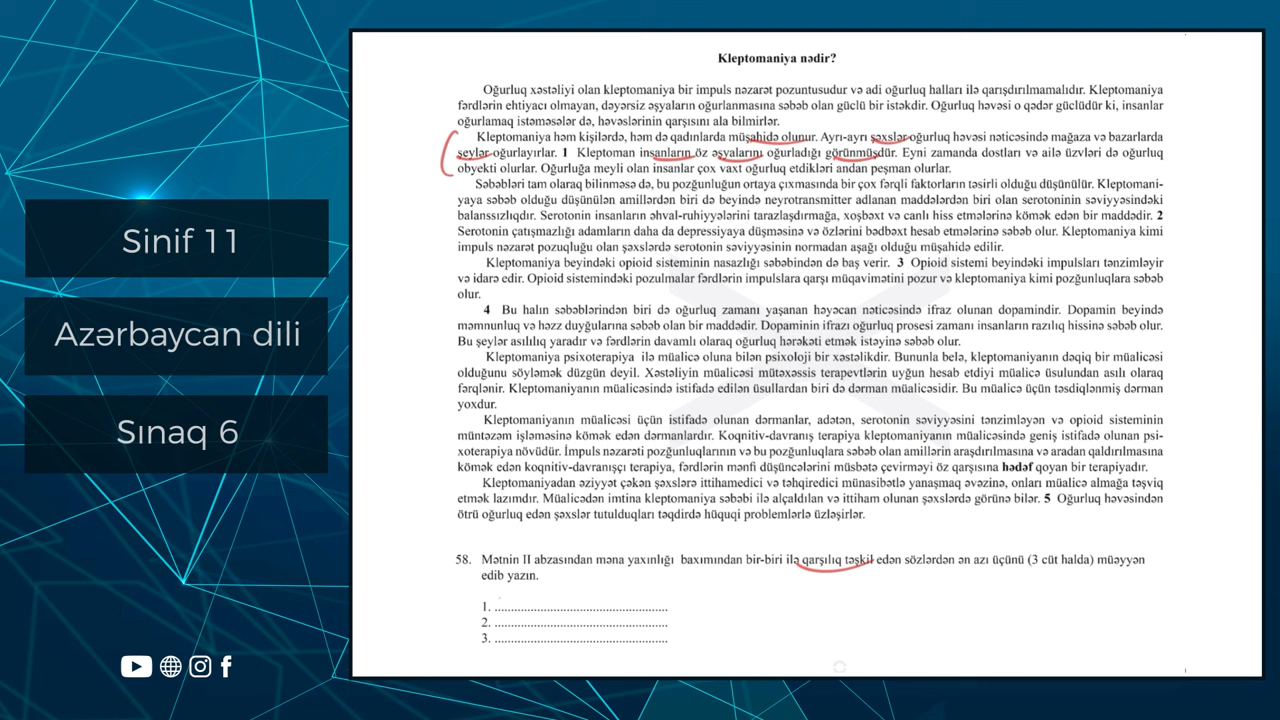 Sinif 11
Azərbaycan dili
Sınaq 6
Kleptomaniya nədir?
Oğurluq xəstəliyi olan kleptomaniya bir impuls nəzarət pozuntusudur və adi oğurluq halları ilə qarışdırılmamalıdır. Kleptomaniya
fərdlərin ehtiyacı olmayan, dəyərsiz əşyaların oğurlanmasına səbəb olan güclü bir istəkdir. Oğurluq həvəsi o qədər güclüdür ki, insanlar
oğurlamaq istəməsələr də, həvəslərinin qarşısını ala bilmirlər.
Kleptomaniya həm kişilərdə, həm də qadınlarda müşahidə olunur. Ayrı-ayrı şəxslər oğurluq həvəsi nəticəsində mağaza və bazarlarda
şeylər oğurlayırlar. 1 Kleptoman insanların öz əşyalarını oğurladığı görünmüşdür. Eyni zamanda dostları və ailə üzvləri də oğurluq
obyekti olurlar. Oğurluğa meyli olan insanlar çox vaxt oğurluq etdikləri andan peşman olurlar.
Səbəbləri tam olaraq bilinməsə də, bu pozğunluğun ortaya çıxmasında bir çox fərqli faktorların təsirli olduğu düşünülür. Kleptomani-
yaya səbəb olduğu düşünülən amillərdən biri də beyində neyrotransmitter adlanan maddələrdən biri olan serotoninin səviyyəsindəki
balanssızlıqdır. Serotonin insanların əhval-ruhiyyələrini tarazlaşdırmağa, xoşbəxt və canlı hiss etmələrinə kömək edən bir maddədir. 2
Serotonin çatışmazlığı adamların daha da depressiyaya düşməsinə və özlərini bədbəxt hesab etmələrinə səbəb olur. Kleptomaniya kimi
impuls nəzarət pozuqluğu olan şəxslərdə serotonin səviyyəsinin normadan aşağı olduğu müşahidə edilir.
Kleptomaniya beyindəki opioid sisteminin nasazlığı səbəbindən də baş verir. 3 Opioid sistemi beyindəki impulsları tənzimləyir
və idarə edir. Opioid sistemindəki pozulmalar fərdlərin impulslara qarşı müqavimətini pozur və kleptomaniya kimi pozğunluqlara səbəb
olur.
4 Bu halın səbəblərindən biri də oğurluq zamanı yaşanan həyəcan nəticəsində ifraz olunan dopamindir. Dopamin beyində
məmnunluq və həzz duyğularına səbəb olan bir maddədir. Dopaminin ifrazı oğurluq prosesi zamanı insanların razılıq hissinə səbəb olur.
Bu şeylər asılılıq yaradır və fərdlərin davamlı olaraq oğurluq hərəkəti etmək istəyinə səbəb olur.
Kleptomaniya psixoterapiya ilə müalicə oluna bilən psixoloji bir xəstəlikdir. Bununla belə, kleptomaniyanın dəqiq bir müalicəsi
olduğunu söyləmək düzgün deyil. Xəstəliyin müalicəsi mütəxəssis terapevtlərin uyğun hesab etdiyi müalicə üsulundan asılı olaraq
fərqlənir. Kleptomaniyanın müalicəsində istifadə edilən üsullardan biri də dərman müalicəsidir. Bu müalicə üçün təsdiqlənmiş dərman
yoxdur.
Kleptomaniyanın müalicəsi üçün istifadə olunan dərmanlar, adətən, serotonin səviyyəsini tənzimləyən və opioid sisteminin
müntəzəm işləməsinə kömək edən dərmanlardır. Koqnitiv-davranış terapiya kleptomaniyanın müalicəsində geniş istifadə olunan psi-
xoterapiya növüdür. İmpuls nəzarəti pozğunluqlarının və bu pozğunluqlara səbəb olan amillərin araşdırılmasına və aradan qaldırılmasına
kömək edən koqnitiv-davranışçı terapiya, fərdlərin mənfi düşüncələrini müsbətə çevirməyi öz qarşısına hədəf qoyan bir terapiyadır.
Kleptomaniyadan əziyyət çəkən şəxslərə ittihamedici və təhqiredici münasibətlə yanaşmaq əvəzinə, onları müalicə almağa təşviq
etmək lazımdır. Müalicədən imtina kleptomaniya səbəbi ilə alçaldılan və ittiham olunan şəxslərdə görünə bilər. 5 Oğurluq həvəsindən
ötrü oğurluq edən şəxslər tutulduqları təqdirdə hüquqi problemlərlə üzləşirlər.
58. Mətnin II abzasından məna yaxınlığı baxımından bir-biri ilə qarşılıq təşkil edən sözlərdən ən azı üçünü (3 cüt halda) müəyyən
edib yazın.
1. ....................................................
2. ....................................................
3. ....................................................